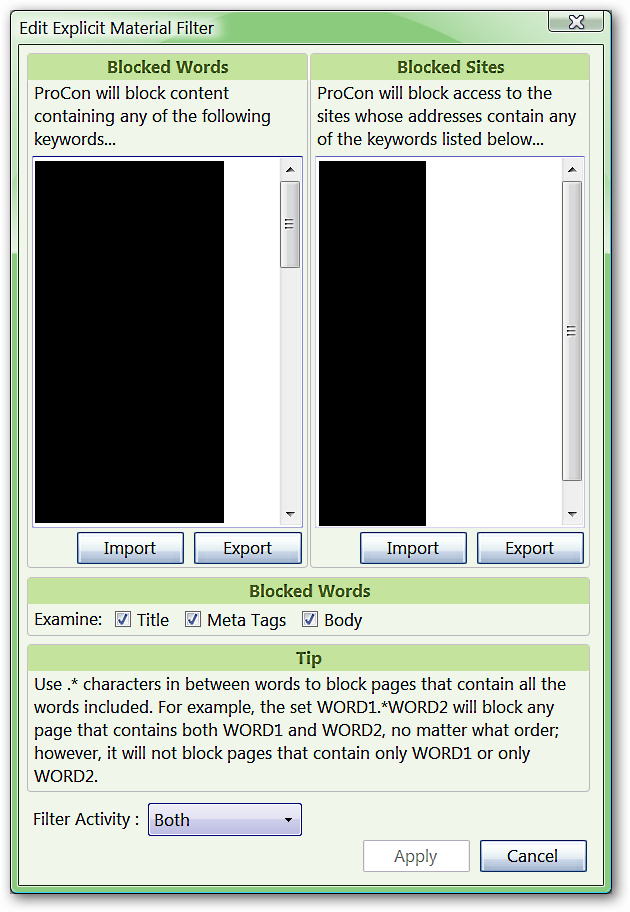 Edit Explicit Material Filter
Blocked Words
ProCon will block content
containing any of the following
keywords...
Import
Export
Blocked Sites
ProCon will block access to the
sites whose addresses contain any
of the keywords listed below...
Import
Export
Blocked Words
Examine: Title Meta Tags Body
Tip
Use .* characters in between words to block pages that contain all the
words included. For example, the set WORD1.*WORD2 will block any
page that contains both WORD1 and WORD2, no matter what order;
however, it will not block pages that contain only WORD1 or only
WORD2.
Filter Activity : Both
Apply
Cancel